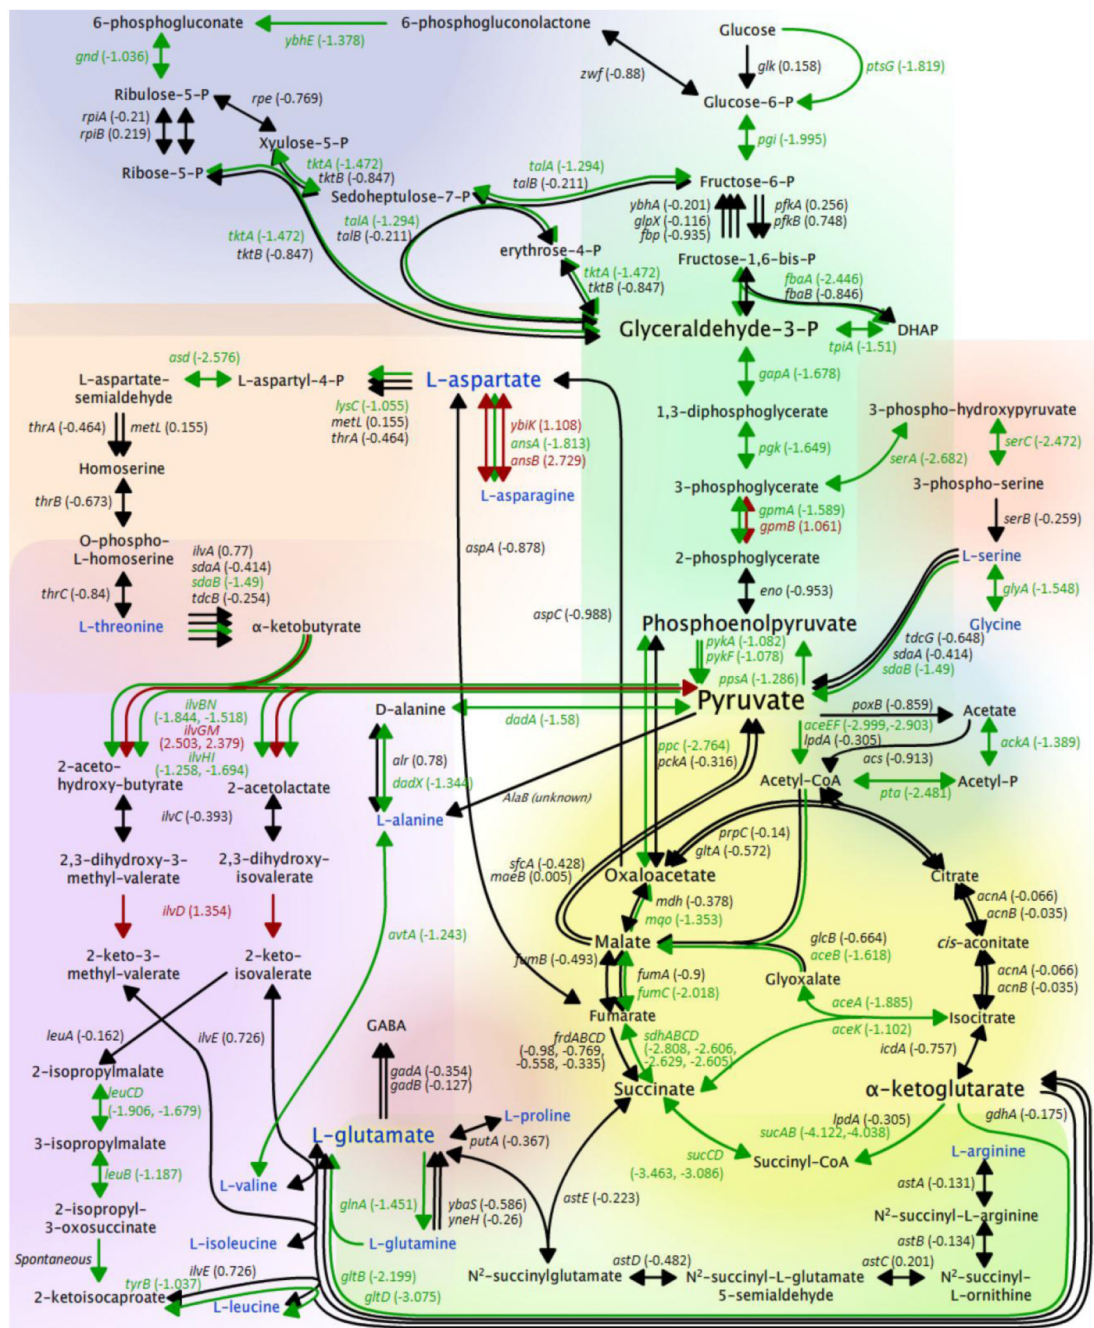 6-phosphogluconate
6-phosphogluconolactone
Glucose
ybhE (-1.378)
gnd (-1.036)
zwf (-0.88)
glk (0.158)
ptsG (-1.819)
Ribulose-5-P
rpe (-0.769)
Glucose-6-P
rpiA (-0.21)
rpiB (0.219)
Xyulose-5-P
pgi (-1.995)
Ribose-5-P
tktA (-1.472)
tktB (-0.847)
Sedoheptulose-7-P
talA (-1.294)
talB (-0.211)
Fructose-6-P
ybhA (-0.201)
glpX (-0.116)
fbp (-0.935)
pfkA (0.256)
pfkB (0.748)
talA (-1.294)
talB (-0.211)
tktA (-1.472)
tktB (-0.847)
erythrose-4-P
Fructose-1,6-bis-P
tktA (-1.472)
tktB (-0.847)
fbaA (-2.446)
fbaB (-0.846)
Glyceraldehyde-3-P
DHAP
tpiA (-1.51)
asd (-2.576)
L-aspartate-
semialdehyde
L-aspartyl-4-P
L-aspartate
gapA (-1.678)
lysC (-1.055)
metL (0.155)
thrA (-0.464)
thrA (-0.464)
metL (0.155)
ybiK (1.108)
ansA (-1.813)
ansB (2.729)
1,3-diphosphoglycerate
3-phospho-hydroxypyruvate
pgk (-1.649)
serA (-2.682)
serC (-2.472)
Homoserine
L-asparagine
3-phosphoglycerate
3-phospho-serine
thrB (-0.673)
gpmA (-1.589)
gpmB (1.061)
serB (-0.259)
O-phospho-
L-homoserine
ilvA (0.77)
sdaA (-0.414)
sdaB (-1.49)
tdcB (-0.254)
aspA (-0.878)
2-phosphoglycerate
L-serine
thrC (-0.84)
eno (-0.953)
glyA (-1.548)
aspC (-0.988)
L-threonine
α-ketobutyrate
Phosphoenolpyruvate
Glycine
pykA (-1.082)
pykF (-1.078)
ppsA (-1.286)
tdcG (-0.648)
sdaA (-0.414)
sdaB (-1.49)
Pyruvate
ilvBN
(-1.844, -1.518)
ilvGM
(2.503, 2.379)
ilvHI
(-1.258, -1.694)
D-alanine
dadA (-1.58)
poxB (-0.859)
Acetate
aceEF (-2.999, -2.903)
lpdA (-0.305)
ackA (-1.389)
acs (-0.913)
alr (0.78)
dadX (-1.344)
ppc (-2.764)
pckA (-0.316)
2-aceto-
hydroxy-butyrate
2-acetolactate
Acetyl-CoA
pta (-2.481)
Acetyl-P
AlaB (unknown)
L-alanine
ilvC (-0.393)
prpC (-0.14)
gltA (-0.572)
2,3-dihydroxy-3-
methyl-valerate
2,3-dihydroxy-
isovalerate
sfcA (-0.428)
maeB (0.005)
Oxaloacetate
Citrate
mdh (-0.378)
mqo (-1.353)
acnA (-0.066)
acnB (-0.035)
ilvD (1.354)
avtA (-1.243)
Malate
glcB (-0.664)
aceB (-1.618)
cis-aconitate
2-keto-3-
methyl-valerate
2-keto-
isovalerate
fumB (-0.493)
fumA (-0.9)
fumC (-2.018)
Glyoxalate
acnA (-0.066)
acnB (-0.035)
aceA (-1.885)
aceK (-1.102)
Fumarate
Isocitrate
GABA
leuA (-0.162)
ilvE (0.726)
frdABCD
(-0.98, -0.769,
-0.558, -0.335)
sdhABCD
(-2.808, -2.606,
-2.629, -2.605)
icdA (-0.757)
2-isopropylmalate
gadA (-0.354)
gadB (-0.127)
Succinate
α-ketoglutarate
leuCD
(-1.906, -1.679)
L-proline
lpdA (-0.305)
sucAB (-4.122,-4.038)
gdhA (-0.175)
L-glutamate
putA (-0.367)
3-isopropylmalate
sucCD
(-3.463, -3.086)
Succinyl-CoA
L-arginine
leuB (-1.187)
L-valine
astA (-0.131)
glnA (-1.451)
ybaS (-0.586)
yneH (-0.26)
astE (-0.223)
2-isopropyl-
3-oxosuccinate
N²-succinyl-L-arginine
L-isoleucine
L-glutamine
astB (-0.134)
Spontaneous
astD (-0.482)
astC (0.201)
ilvE (0.726)
tyrB (-1.037)
gltB (-2.199)
gltD (-3.075)
N²-succinylglutamate
N²-succinyl-L-glutamate
5-semialdehyde
N²-succinyl-
L-ornithine
2-ketoisocaproate
L-leucine